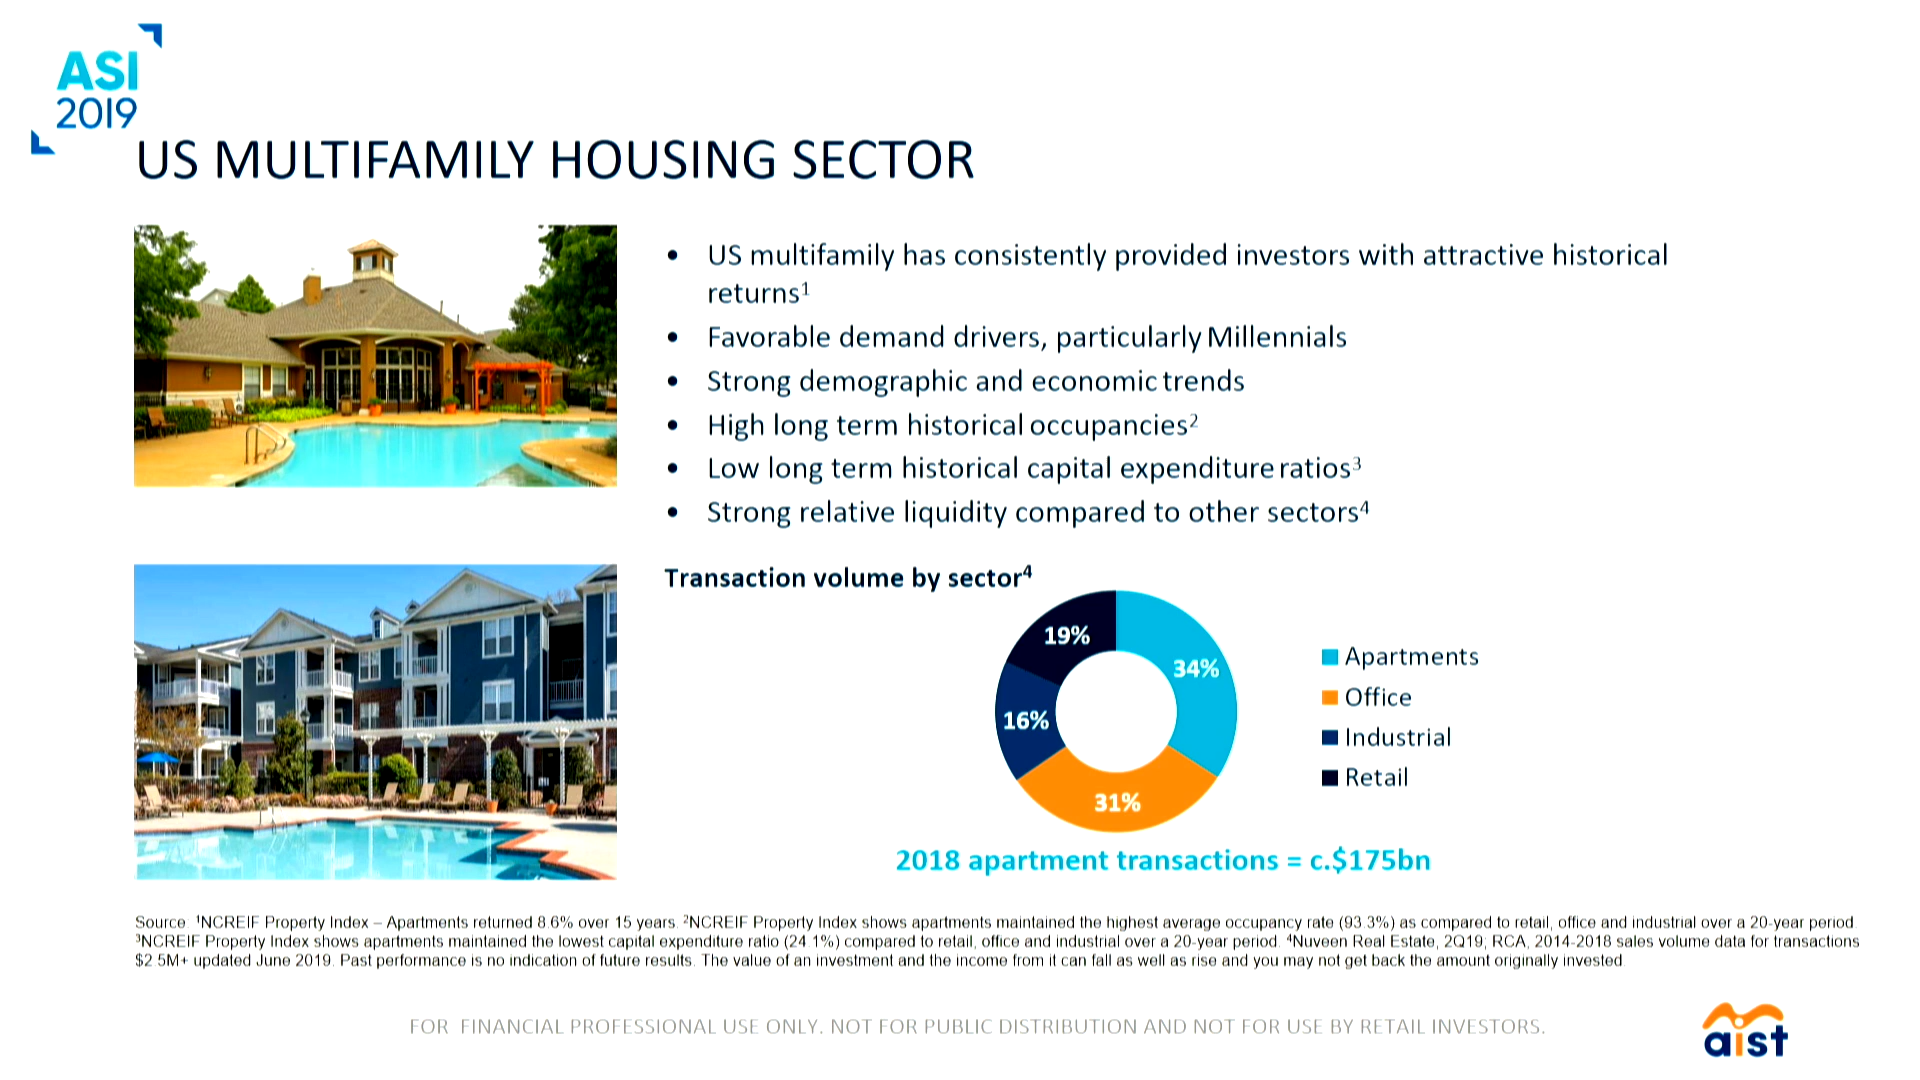 ASI
2019
US MULTIFAMILY HOUSING SECTOR
• US multifamily has consistently provided investors with attractive historical
returns¹
• Favorable demand drivers, particularly Millennials
• Strong demographic and economic trends
• High long term historical occupancies²
• Low long term historical capital expenditure ratios³
• Strong relative liquidity compared to other sectors⁴
Transaction volume by sector⁴
19%
34%
16%
31%
Apartments
Office
Industrial
Retail
2018 apartment transactions = c.$175bn
Source: ¹NCREIF Property Index – Apartments returned 8.6% over 15 years. ²NCREIF Property Index shows apartments maintained the highest average occupancy rate (93.3%) as compared to retail, office and industrial over a 20-year period.
³NCREIF Property Index shows apartments maintained the lowest capital expenditure ratio (24.1%) compared to retail, office and industrial over a 20-year period. ⁴Nuveen Real Estate, 2Q19; RCA, 2014-2018 sales volume data for transactions
$2.5M+ updated June 2019. Past performance is no indication of future results. The value of an investment and the income from it can fall as well as rise and you may not get back the amount originally invested.
FOR FINANCIAL PROFESSIONAL USE ONLY. NOT FOR PUBLIC DISTRIBUTION AND NOT FOR USE BY RETAIL INVESTORS.
aist